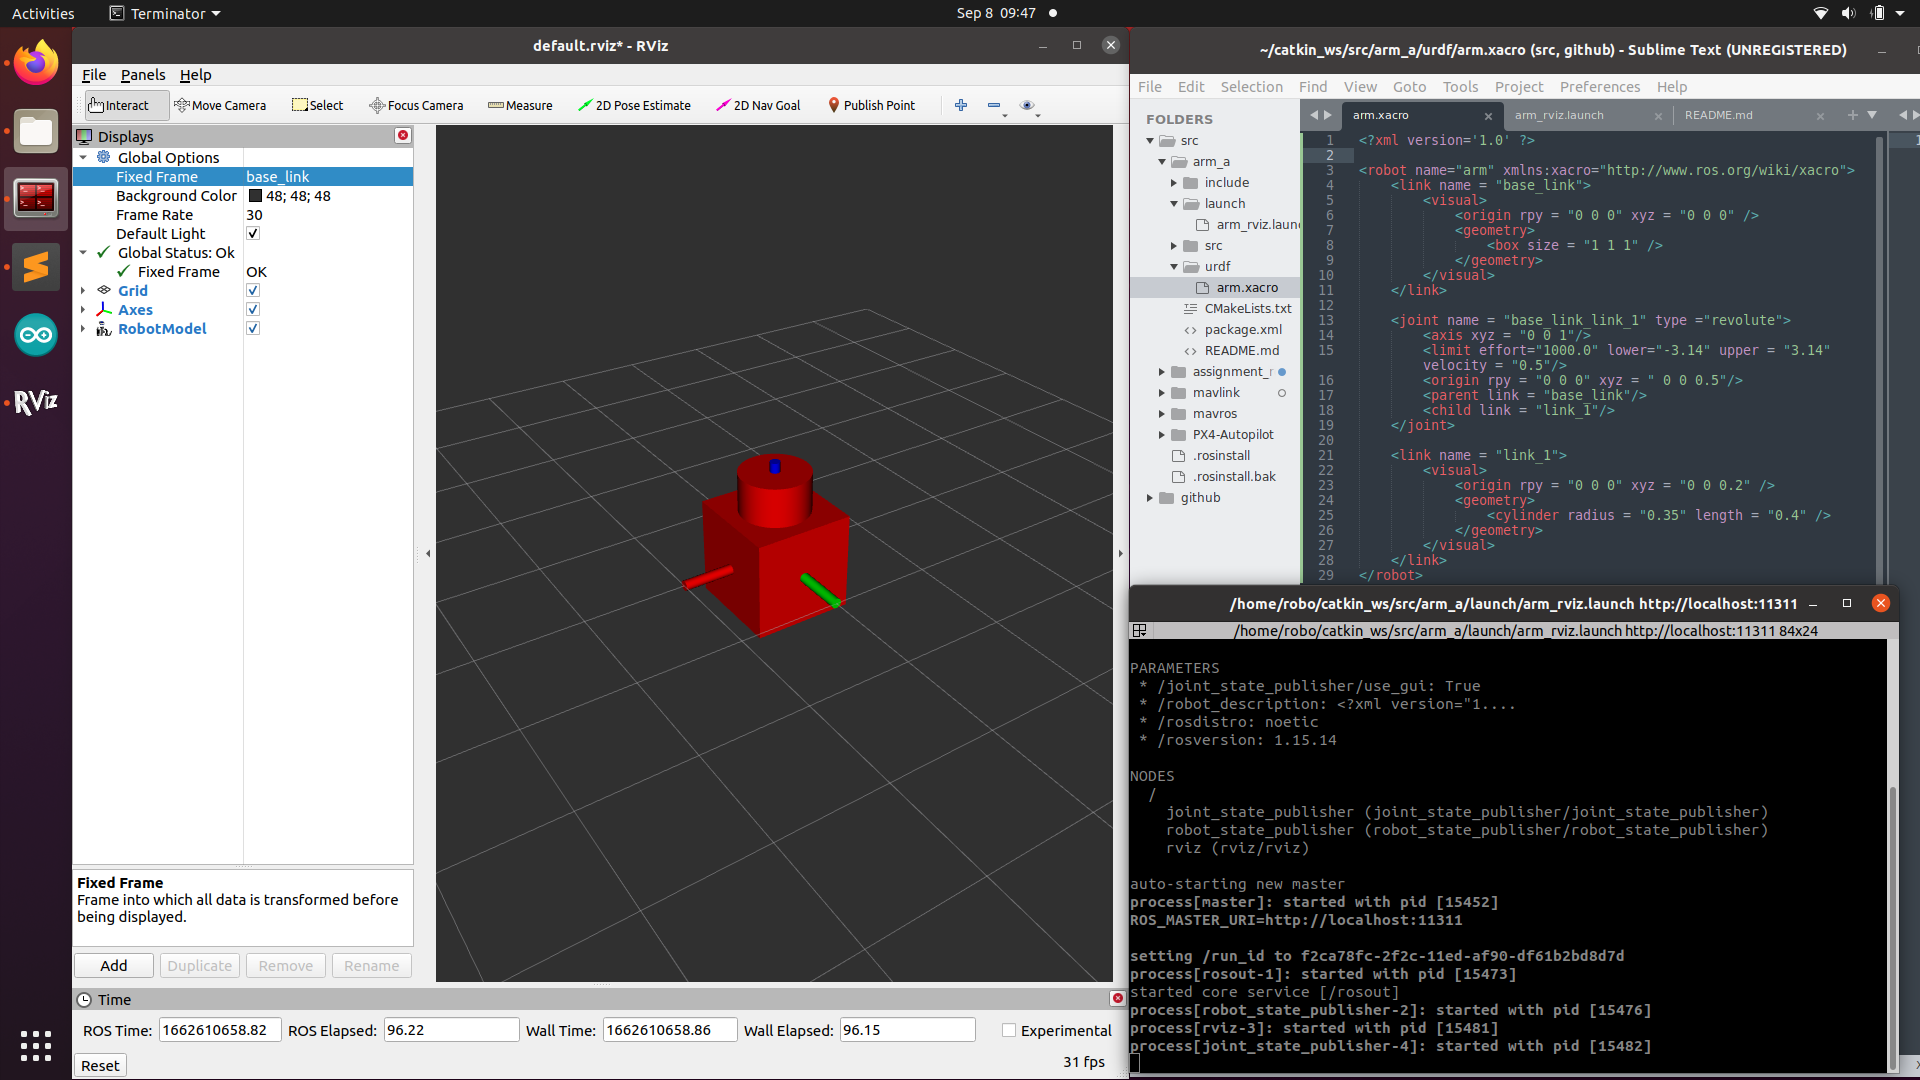 Activities
Terminator
Sep 8 09:47
default.rviz* - RViz
File Panels Help
Interact Move Camera Select Focus Camera Measure 2D Pose Estimate 2D Nav Goal Publish Point
Displays
Global Options
Fixed Frame base_link
Background Color 48; 48; 48
Frame Rate 30
Default Light
Global Status: Ok
Fixed Frame OK
Grid
Axes
RobotModel
Fixed Frame
Frame into which all data is transformed before
being displayed.
Add Duplicate Remove Rename
Time
ROS Time: 1662610658.82 ROS Elapsed: 96.22 Wall Time: 1662610658.86 Wall Elapsed: 96.15 Experimental
Reset
31 fps
RViz
~/catkin_ws/src/arm_a/urdf/arm.xacro (src, github) - Sublime Text (UNREGISTERED)
File Edit Selection Find View Goto Tools Project Preferences Help
FOLDERS
src
arm_a
include
launch
arm_rviz.laun
src
urdf
arm.xacro
CMakeLists.txt
package.xml
README.md
assignment_
mavlink
mavros
PX4-Autopilot
.rosinstall
.rosinstall.bak
github
arm.xacro arm_rviz.launch README.md
1 <?xml version='1.0' ?>
2
3 <robot name="arm" xmlns:xacro="http://www.ros.org/wiki/xacro">
4 <link name = "base_link">
5 <visual>
6 <origin rpy = "0 0 0" xyz = "0 0 0" />
7 <geometry>
8 <box size = "1 1 1" />
9 </geometry>
10 </visual>
11 </link>
12
13 <joint name = "base_link_link_1" type ="revolute">
14 <axis xyz = "0 0 1"/>
15 <limit effort="1000.0" lower="-3.14" upper = "3.14"
velocity = "0.5"/>
16 <origin rpy = "0 0 0" xyz = " 0 0 0.5"/>
17 <parent link = "base_link"/>
18 <child link = "link_1"/>
19 </joint>
20
21 <link name = "link_1">
22 <visual>
23 <origin rpy = "0 0 0" xyz = "0 0 0.2" />
24 <geometry>
25 <cylinder radius = "0.35" length = "0.4" />
26 </geometry>
27 </visual>
28 </link>
29 </robot>
1
/home/robo/catkin_ws/src/arm_a/launch/arm_rviz.launch http://localhost:11311
/home/robo/catkin_ws/src/arm_a/launch/arm_rviz.launch http://localhost:11311 84x24
PARAMETERS
* /joint_state_publisher/use_gui: True
* /robot_description: <?xml version="1....
* /rosdistro: noetic
* /rosversion: 1.15.14
NODES
/
joint_state_publisher (joint_state_publisher/joint_state_publisher)
robot_state_publisher (robot_state_publisher/robot_state_publisher)
rviz (rviz/rviz)
auto-starting new master
process[master]: started with pid [15452]
ROS_MASTER_URI=http://localhost:11311
setting /run_id to f2ca78fc-2f2c-11ed-af90-df61b2bd8d7d
process[rosout-1]: started with pid [15473]
started core service [/rosout]
process[robot_state_publisher-2]: started with pid [15476]
process[rviz-3]: started with pid [15481]
process[joint_state_publisher-4]: started with pid [15482]